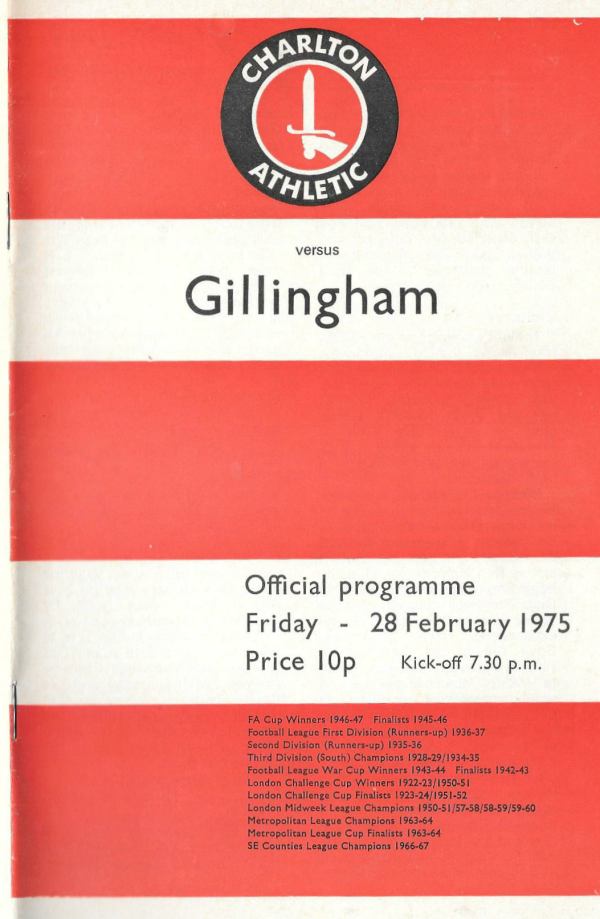 CHARLTON
ATHLETIC
versus
Gillingham
Official programme
Friday - 28 February 1975
Price 10p Kick-off 7.30 p.m.
FA Cup Winners 1946-47 Finalists 1945-46
Football League First Division (Runners-up) 1936-37
Second Division (Runners-up) 1935-36
Third Division (South) Champions 1928-29/1934-35
Football League War Cup Winners 1943-44 Finalists 1942-43
London Challenge Cup Winners 1922-23/1950-51
London Challenge Cup Finalists 1923-24/1951-52
London Midweek League Champions 1950-51/57-58/58-59/59-60
Metropolitan League Champions 1963-64
Metropolitan League Cup Finalists 1963-64
SE Counties League Champions 1966-67